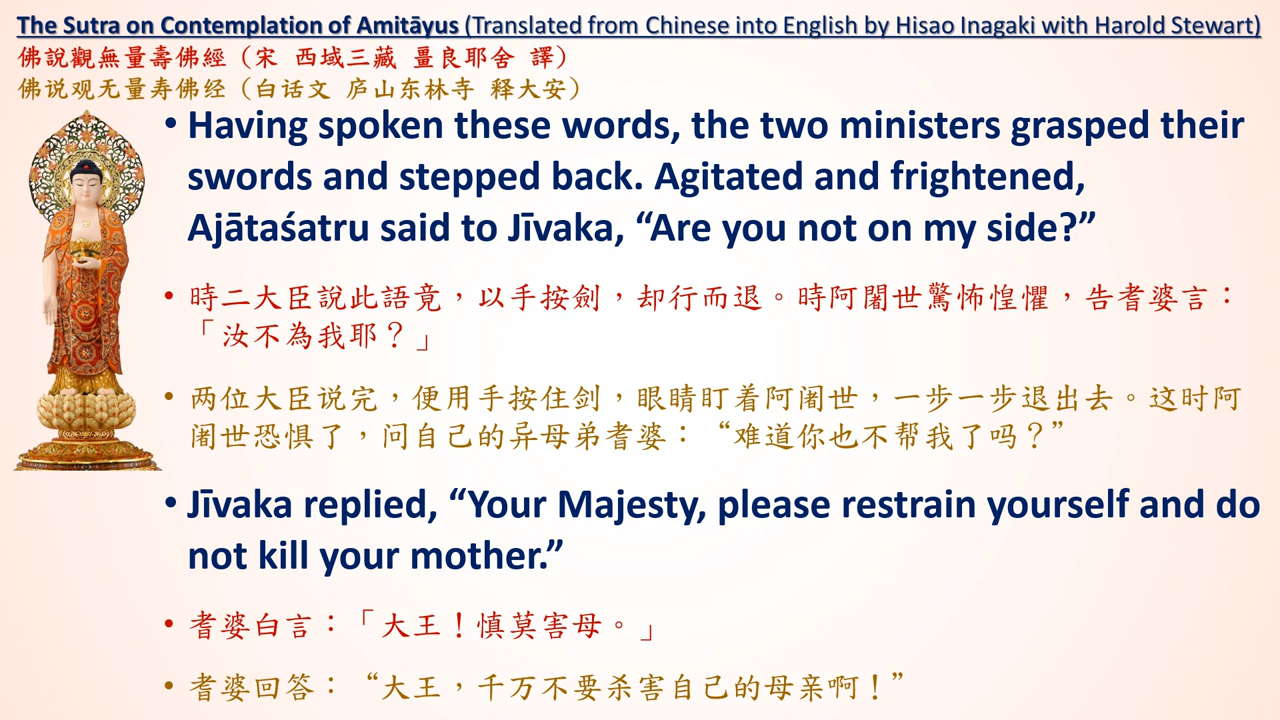 The Sutra on Contemplation of Amitāyus (Translated from Chinese into English by Hisao Inagaki with Harold Stewart)
佛說觀無量壽佛經（宋 西域三藏 畺良耶舍 譯）
佛说观无量寿佛经（白话文 庐山东林寺 释大安）
• Having spoken these words, the two ministers grasped their
swords and stepped back. Agitated and frightened,
Ajātaśatru said to Jīvaka, “Are you not on my side?”
• 時二大臣說此語竟，以手按劍，却行而退。時阿闍世驚怖惶懼，告耆婆言：
「汝不為我耶？」
• 两位大臣说完，便用手按住剑，眼睛盯着阿阇世，一步一步退出去。这时阿
阇世恐惧了，问自己的异母弟耆婆：“难道你也不帮我了吗？”
• Jīvaka replied, “Your Majesty, please restrain yourself and do
not kill your mother.”
• 耆婆白言：「大王！慎莫害母。」
• 耆婆回答：“大王，千万不要杀害自己的母亲啊！”